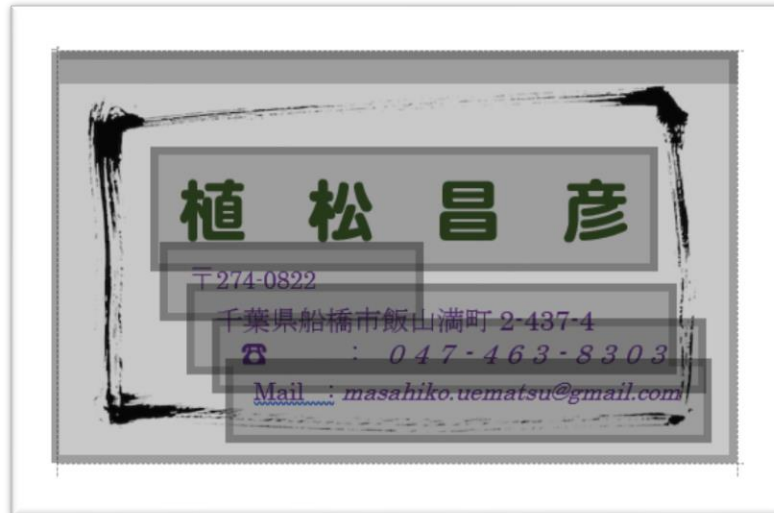 植松昌彦
〒274-0822
千葉県船橋市飯山満町 2-437-4
☎ : 047-463-8303
Mail : masahiko.uematsu@gmail.com